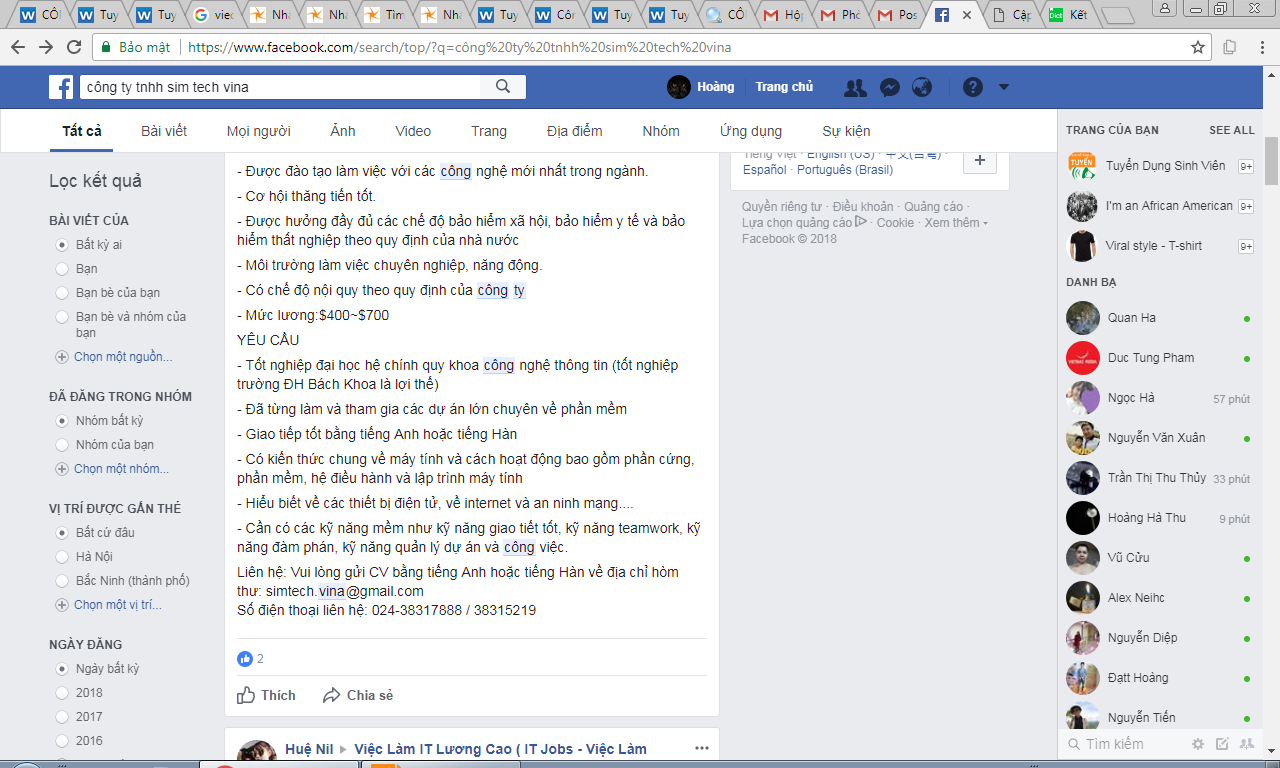 CÔI
Tuy
Tuy
việc
Nhà
Nhà
Tìm
Nhà
Tuy
Côn
Tuy
Tuy
CÔI
Hộp
Phò
Pos
Cấp
Kết
Bảo mật
https://www.facebook.com/search/top/?q=công%20ty%20tnhh%20sim%20tech%20vina
công ty tnhh sim tech vina
Hoàng
Trang chủ
Tất cả
Bài viết
Mọi người
Ảnh
Video
Trang
Địa điểm
Nhóm
Ứng dụng
Sự kiện
Lọc kết quả
BÀI VIẾT CỦA
Bất kỳ ai
Bạn
Bạn bè của bạn
Bạn bè và nhóm của
bạn
Chọn một nguồn...
ĐÃ ĐĂNG TRONG NHÓM
Nhóm bất kỳ
Nhóm của bạn
Chọn một nhóm...
VỊ TRÍ ĐƯỢC GẮN THẺ
Bất cứ đâu
Hà Nội
Bắc Ninh (thành phố)
Chọn một vị trí...
NGÀY ĐĂNG
Ngày bất kỳ
2018
2017
2016
- Được đào tạo làm việc với các công nghệ mới nhất trong ngành.
- Cơ hội thăng tiến tốt.
- Được hưởng đầy đủ các chế độ bảo hiểm xã hội, bảo hiểm y tế và bảo
hiểm thất nghiệp theo quy định của nhà nước
- Môi trường làm việc chuyên nghiệp, năng động.
- Có chế độ nội quy theo quy định của công ty
- Mức lương:$400~$700
YÊU CẦU
- Tốt nghiệp đại học hệ chính quy khoa công nghệ thông tin (tốt nghiệp
trường ĐH Bách Khoa là lợi thế)
- Đã từng làm và tham gia các dự án lớn chuyên về phần mềm
- Giao tiếp tốt bằng tiếng Anh hoặc tiếng Hàn
- Có kiến thức chung về máy tính và cách hoạt động bao gồm phần cứng,
phần mềm, hệ điều hành và lập trình máy tính
- Hiểu biết về các thiết bị điện tử, về internet và an ninh mạng....
- Cần có các kỹ năng mềm như kỹ năng giao tiết tốt, kỹ năng teamwork, kỹ
năng đàm phán, kỹ năng quản lý dự án và công việc.
Liên hệ: Vui lòng gửi CV bằng tiếng Anh hoặc tiếng Hàn về địa chỉ hòm
thư: simtech.vina@gmail.com
Số điện thoại liên hệ: 024-38317888 / 38315219
2
Thích
Chia sẻ
Huệ Nil
Việc Làm IT Lương Cao ( IT Jobs - Việc Làm
Tiếng Việt · English (US) · 中文(台灣) ·
Español · Português (Brasil)
Quyền riêng tư · Điều khoản · Quảng cáo ·
Lựa chọn quảng cáo · Cookie · Xem thêm
Facebook © 2018
TRANG CỦA BẠN
SEE ALL
Tuyển Dụng Sinh Viên
9+
I'm an African American
9+
Viral style - T-shirt
9+
DANH BẠ
Quan Ha
Duc Tung Pham
Ngọc Hà
57 phút
Nguyễn Văn Xuân
Trần Thị Thu Thủy
33 phút
Hoàng Hà Thu
9 phút
Vũ Cừu
Alex Neihc
Nguyễn Diệp
Đạtt Hoàng
Nguyễn Tiến
Tìm kiếm